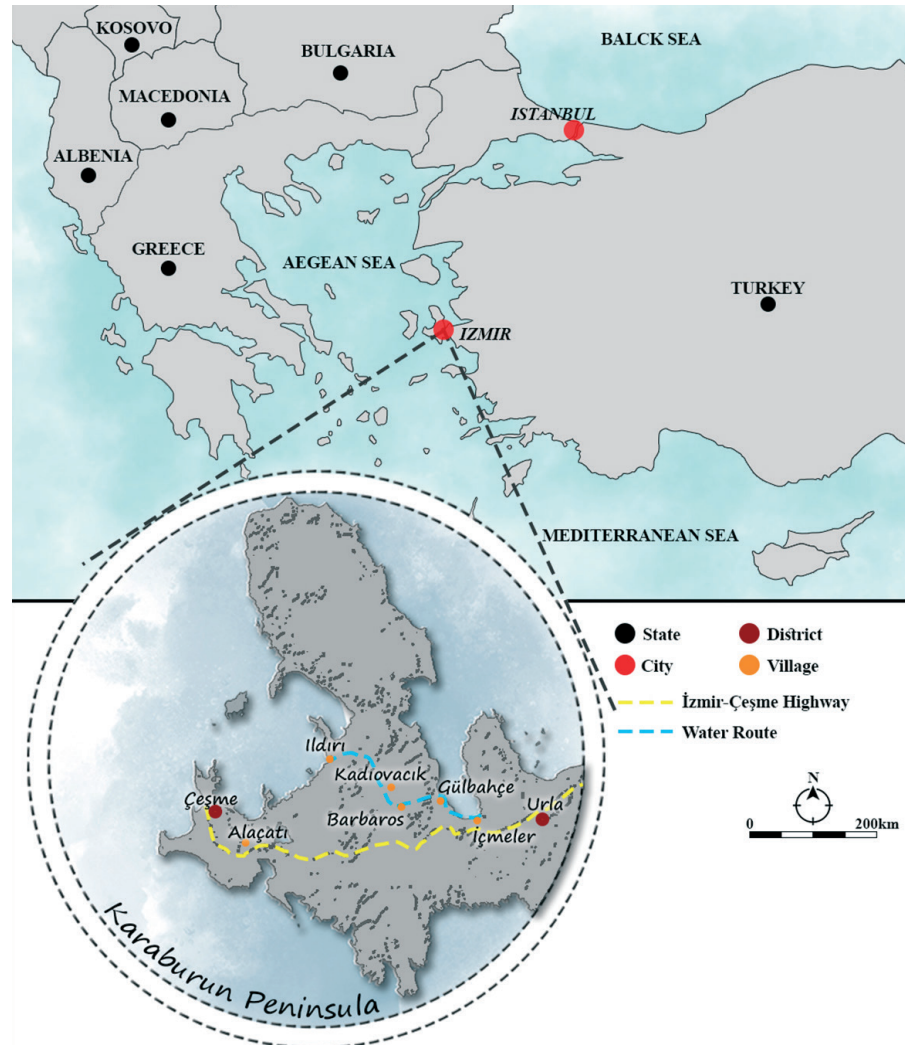 KOSOVO
BULGARIA
BALCK SEA
MACEDONIA
ISTANBUL
ALBENIA
GREECE
AEGEAN SEA
TURKEY
IZMIR
MEDITERRANEAN SEA
State
District
City
Village
İzmir-Çeşme Highway
Water Route
Ildırı
Kadıovacık
Gülbahçe
Çeşme
Barbaros
Urla
Alaçatı
İçmeler
N
0
200km
Karaburun Peninsula